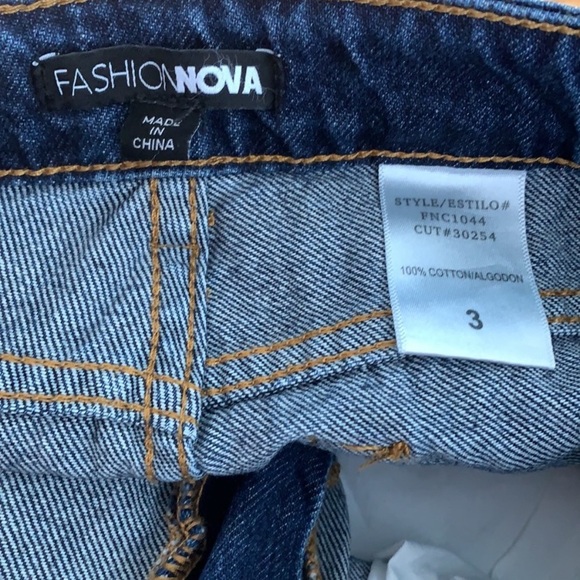 FASHIONNOVA
MADE
IN
CHINA
STYLE/ESTILO#
FNC1044
CUT#30254
100% COTTON/ALGODON
3